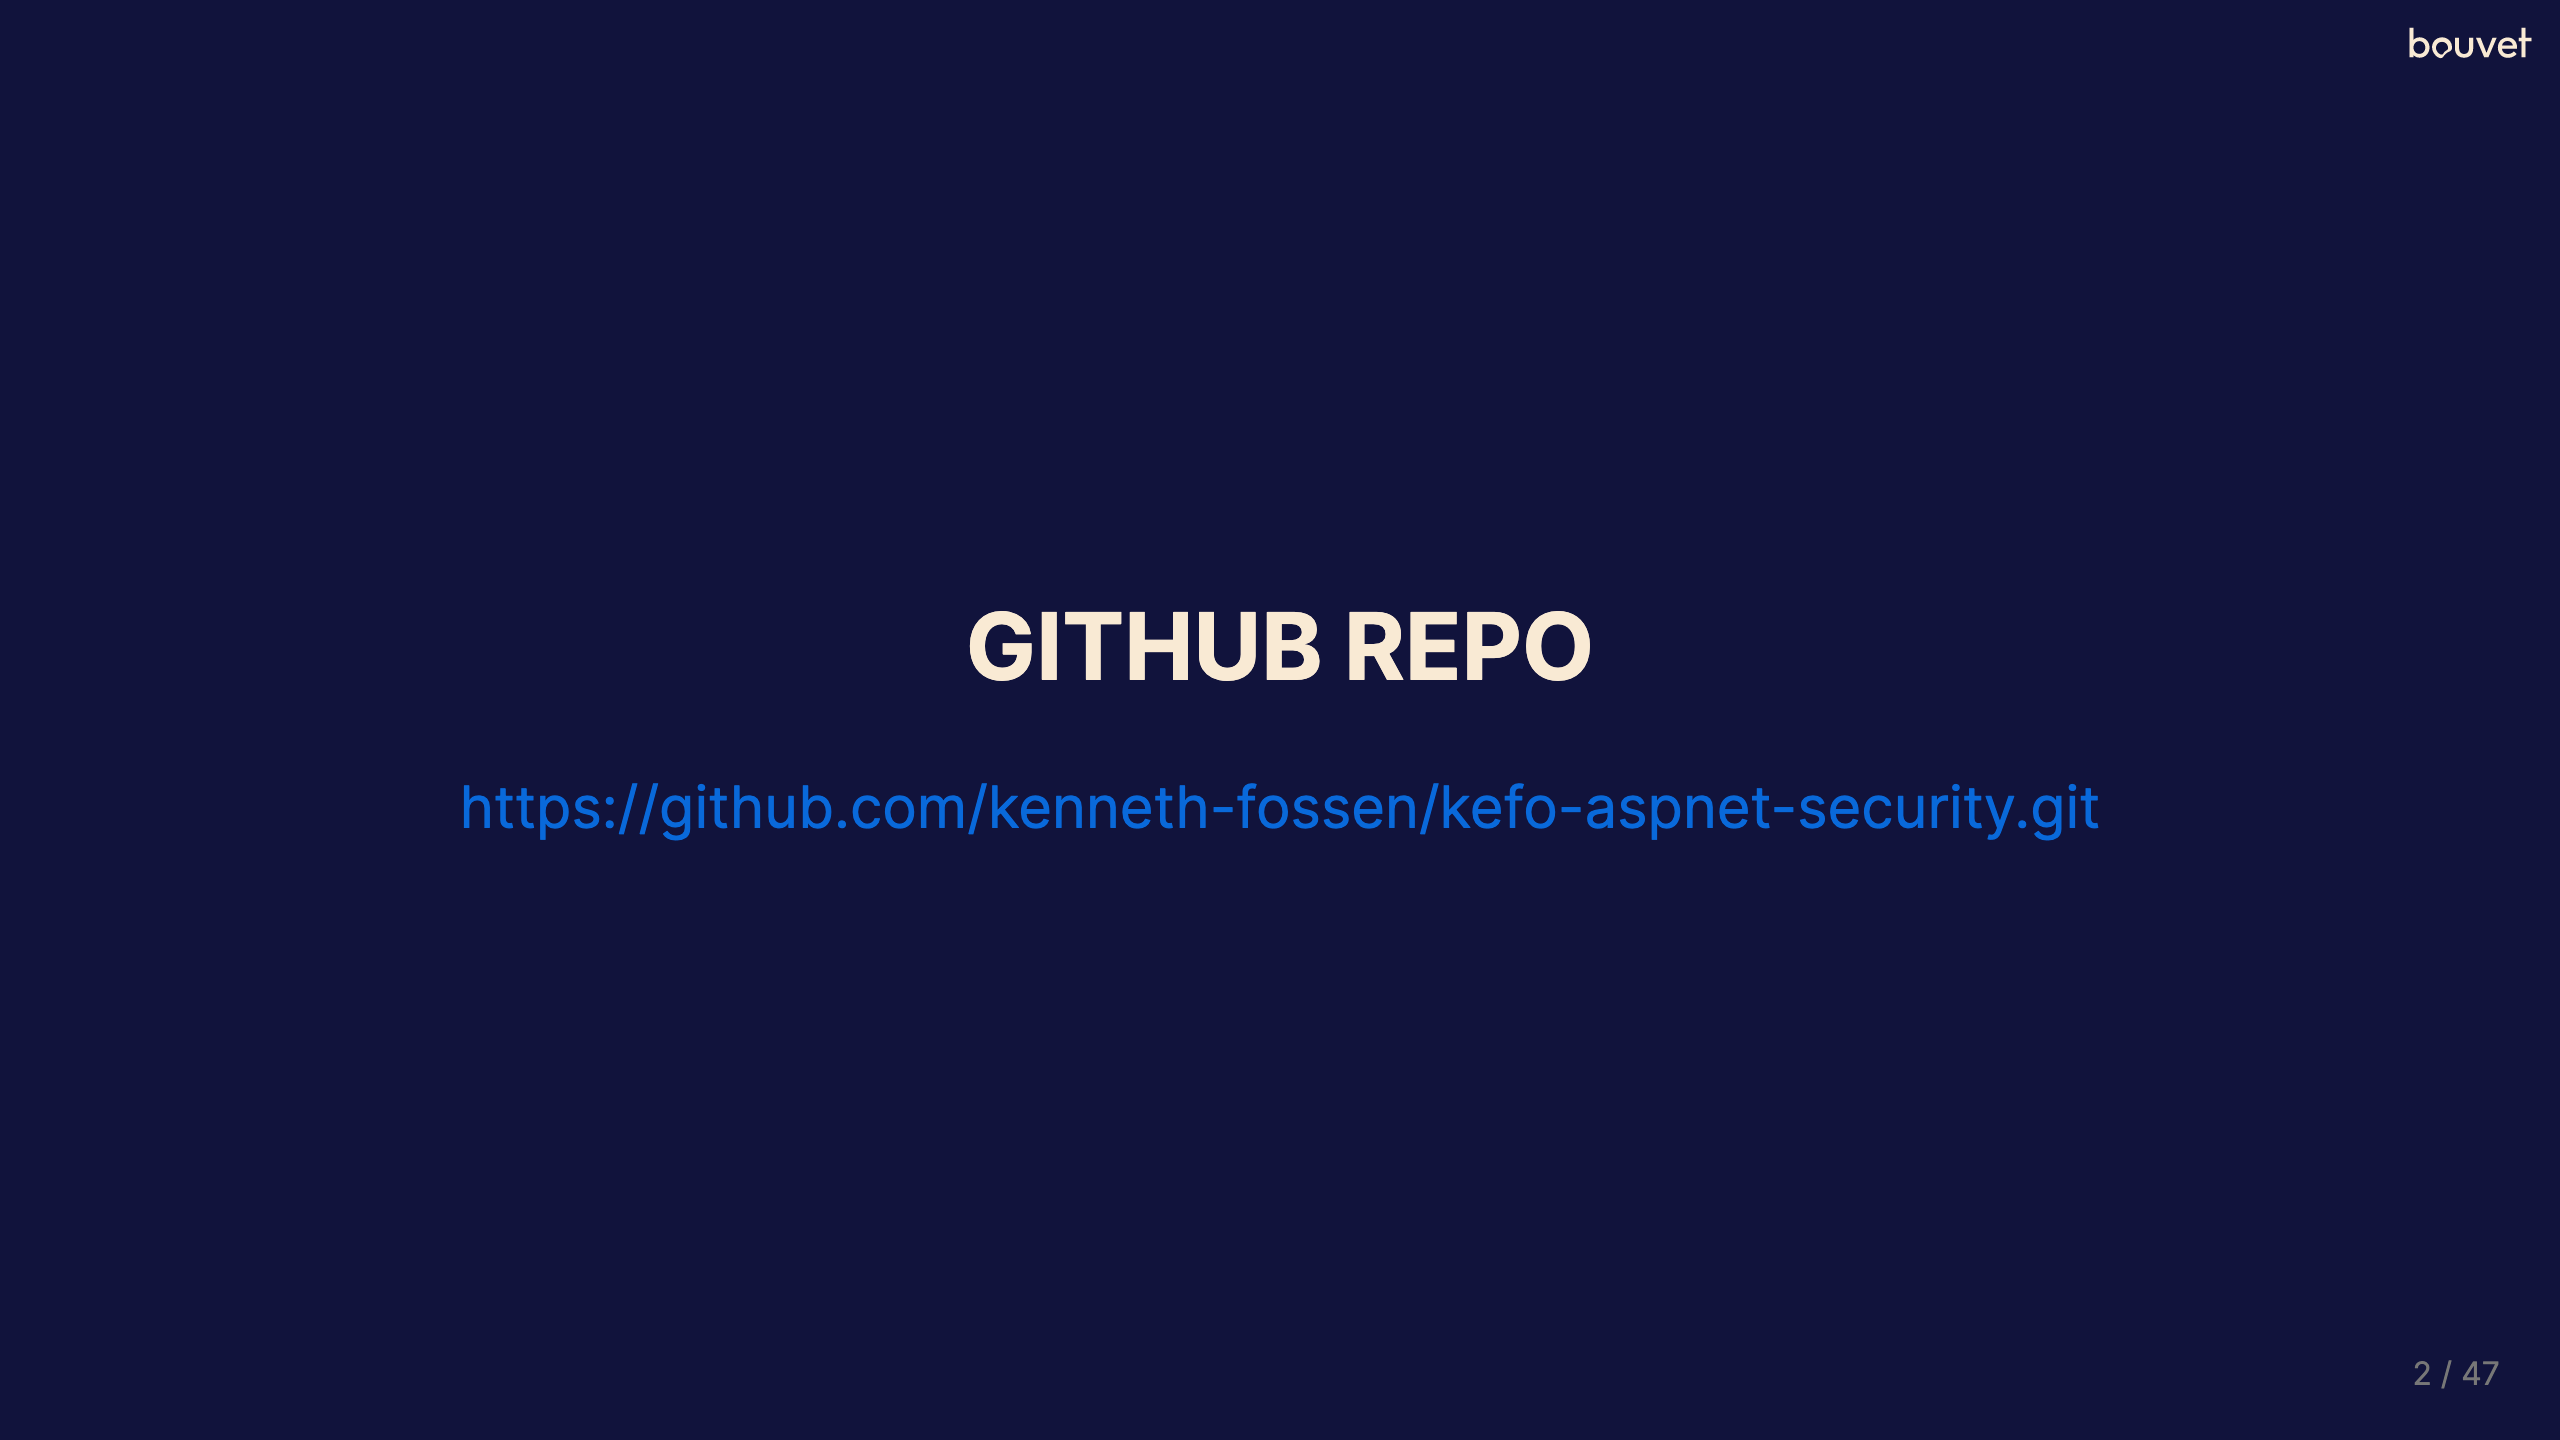 bouvet
GITHUB REPO
https://github.com/kenneth-fossen/kefo-aspnet-security.git
2 / 47